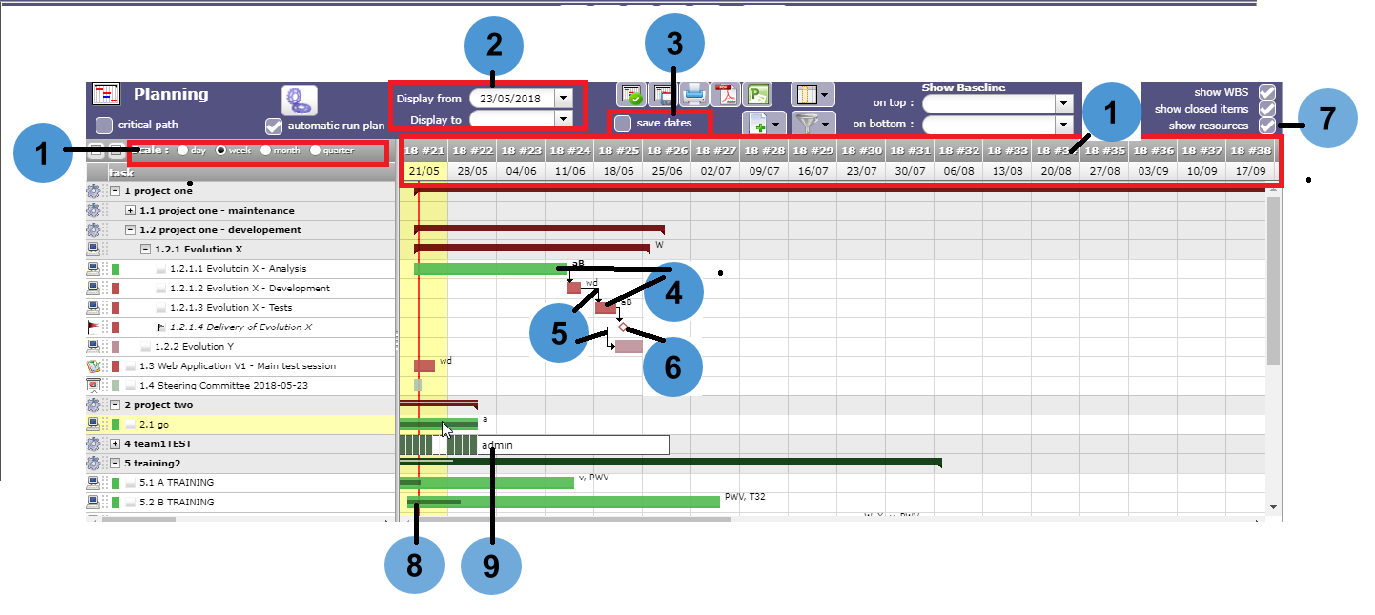 2
3
Planning
Display from 23/05/2018
Display to
critical path
automatic run plan
save dates
Show Baseline
on top :
on bottom :
show WBS
show closed items
show resources
1
7
1
scale : day week month quarter
18 #21 18 #22 18 #23 18 #24 18 #25 18 #26 18 #27 18 #28 18 #29 18 #30 18 #31 18 #32 18 #33 18 #34 18 #35 18 #36 18 #37 18 #38
task
21/05 28/05 04/06 11/06 18/06 25/06 02/07 09/07 16/07 23/07 30/07 06/08 13/08 20/08 27/08 03/09 10/09 17/09
1 project one
1.1 project one - maintenance
1.2 project one - developement
1.2.1 Evolution X
W
1.2.1.1 Evolutoin X - Analysis
aB
1.2.1.2 Evolution X - Development
wd
4
1.2.1.3 Evolution X - Tests
aB
1.2.1.4 Delivery of Evolution X
5
1.2.2 Evolution Y
1.3 Web Application V1 - Main test session
wd
6
1.4 Steering Committee 2018-05-23
2 project two
2.1 go
a
4 team1TEST
admin
5 training2
5.1 A TRAINING
v, PWV
5.2 B TRAINING
PWV, T32
8
9